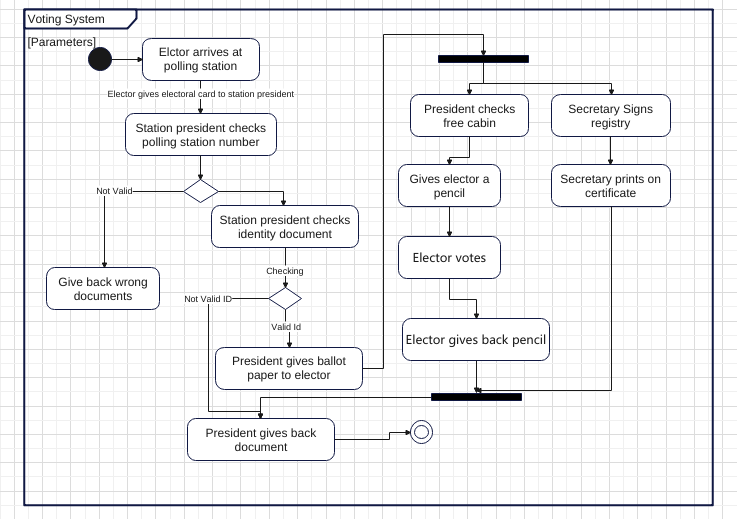 Voting System
[Parameters]
Elctor arrives at
polling station
Elector gives electoral card to station president
Station president checks
polling station number
Not Valid
Station president checks
identity document
Give back wrong
documents
Checking
Not Valid ID
Valid Id
President gives ballot
paper to elector
President gives back
document
President checks
free cabin
Secretary Signs
registry
Gives elector a
pencil
Secretary prints on
certificate
Elector votes
Elector gives back pencil